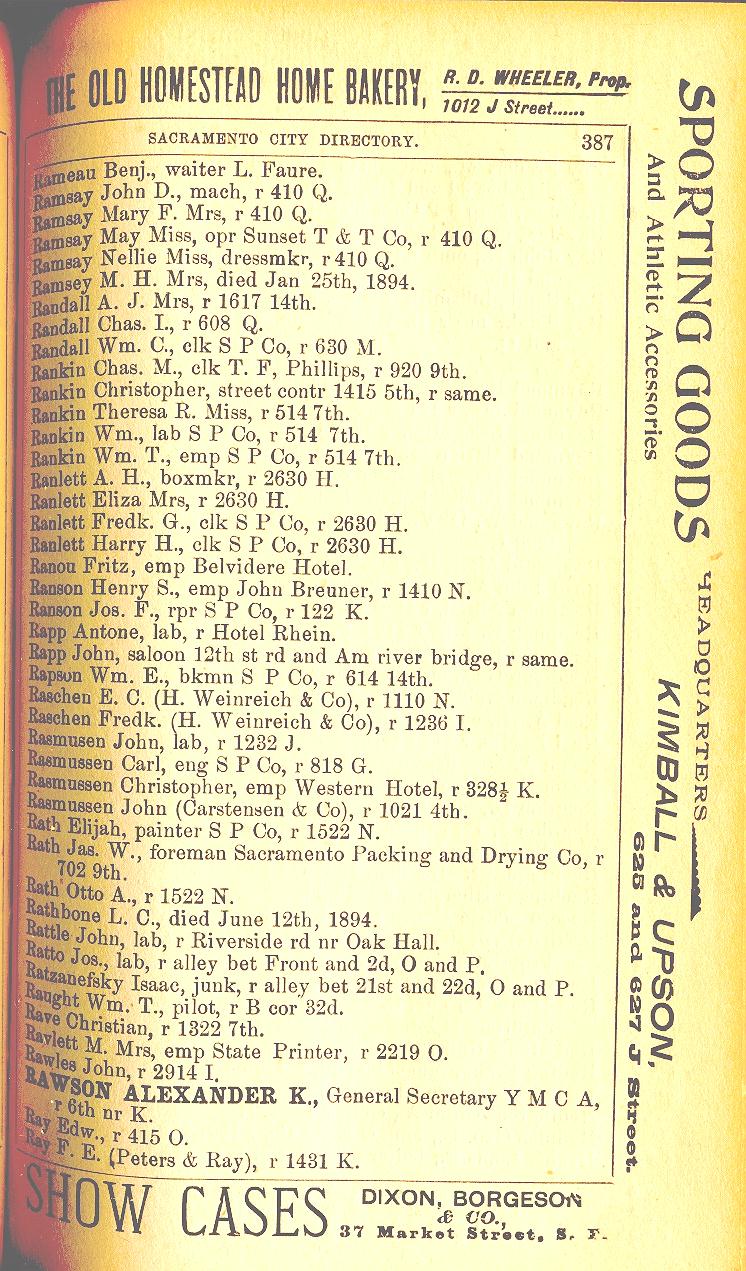 THE OLD HOMESTEAD HOME BAKERY, R. D. WHEELER, Prop.
1012 J Street......
SACRAMENTO CITY DIRECTORY. 387
Rameau Benj., waiter L. Faure.
Ramsay John D., mach, r 410 Q.
Ramsay Mary F. Mrs, r 410 Q.
Ramsay May Miss, opr Sunset T & T Co, r 410 Q.
Ramsay Nellie Miss, dressmkr, r 410 Q.
Ramsey M. H. Mrs, died Jan 25th, 1894.
Randall A. J. Mrs, r 1617 14th.
Randall Chas. I., r 608 Q.
Randall Wm. C., clk S P Co, r 630 M.
Rankin Chas. M., clk T. F, Phillips, r 920 9th.
Rankin Christopher, street contr 1415 5th, r same.
Rankin Theresa R. Miss, r 514 7th.
Rankin Wm., lab S P Co, r 514 7th.
Rankin Wm. T., emp S P Co, r 514 7th.
Ranlett A. H., boxmkr, r 2630 H.
Ranlett Eliza Mrs, r 2630 H.
Ranlett Fredk. G., clk S P Co, r 2630 H.
Ranlett Harry H., clk S P Co, r 2630 H.
Ranou Fritz, emp Belvidere Hotel.
Ranson Henry S., emp John Breuner, r 1410 N.
Ranson Jos. F., rpr S P Co, r 122 K.
Rapp Antone, lab, r Hotel Rhein.
Rapp John, saloon 12th st rd and Am river bridge, r same.
Rapson Wm. E., bkmn S P Co, r 614 14th.
Raschen E. C. (H. Weinreich & Co), r 1110 N.
Raschen Fredk. (H. Weinreich & Co), r 1236 I.
Rasmusen John, lab, r 1232 J.
Rasmussen Carl, eng S P Co, r 818 G.
Rasmussen Christopher, emp Western Hotel, r 328½ K.
Rasmussen John (Carstensen & Co), r 1021 4th.
Rath Elijah, painter S P Co, r 1522 N.
Rath Jas. W., foreman Sacramento Packing and Drying Co, r
702 9th.
Rath Otto A., r 1522 N.
Rathbone L. C., died June 12th, 1894.
Rattle John, lab, r Riverside rd nr Oak Hall.
Ratto Jos., lab, r alley bet Front and 2d, O and P.
Ratzanefsky Isaac, junk, r alley bet 21st and 22d, O and P.
Raught Wm. T., pilot, r B cor 32d.
Rave Christian, r 1322 7th.
Ravlett M. Mrs, emp State Printer, r 2219 O.
Rawles John, r 2914 I.
RAWSON ALEXANDER K., General Secretary Y M C A,
r 6th nr K.
Ray Edw., r 415 O.
Ray F. E. (Peters & Ray), r 1431 K.
SHOW CASES DIXON, BORGESON
& CO.,
37 Market Street, S. F.
SPORTING GOODS HEADQUARTERS
And Athletic Accessories
KIMBALL & UPSON,
625 and 627 J Street.